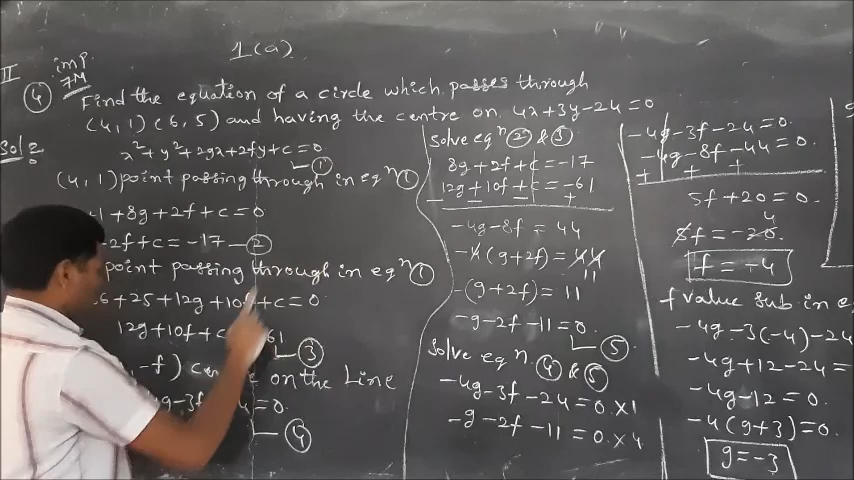 1(a)
II
imp
7M
4 Find the equation of a circle which passes through
(4, 1) (6, 5) and having the centre on 4x+3y-24=0
Sol:
x²+y²+2gx+2fy+c=0
1
(4, 1) point passing through in eqⁿ 1
+1+8g+2f+c=0
2f+c=-17 — 2
point passing through in eqⁿ 1
6+25+12g+10f+c=0
12g+10f+c 61
3
, -f) on the Line
g-3f =0.
4
Solve eqⁿ 2 & 3
8g+2f+c=-17
12g+10f+c=-61
- - - +
-4g-8f=44
-4(g+2f)=44
11
-(g+2f)=11
-g-2f-11=0.
5
Solve eqⁿ. 4 & 5
-4g-3f-24=0.×1
-g-2f-11=0×4
-4g-3f-24=0.
-4g-8f-44=0.
+ + +
5f+20=0.
5f=-20
4
f=-4
f value sub in e
-4g-3(-4)-24
-4g+12-24=
-4g-12=0.
-4(g+3)=0.
g=-3